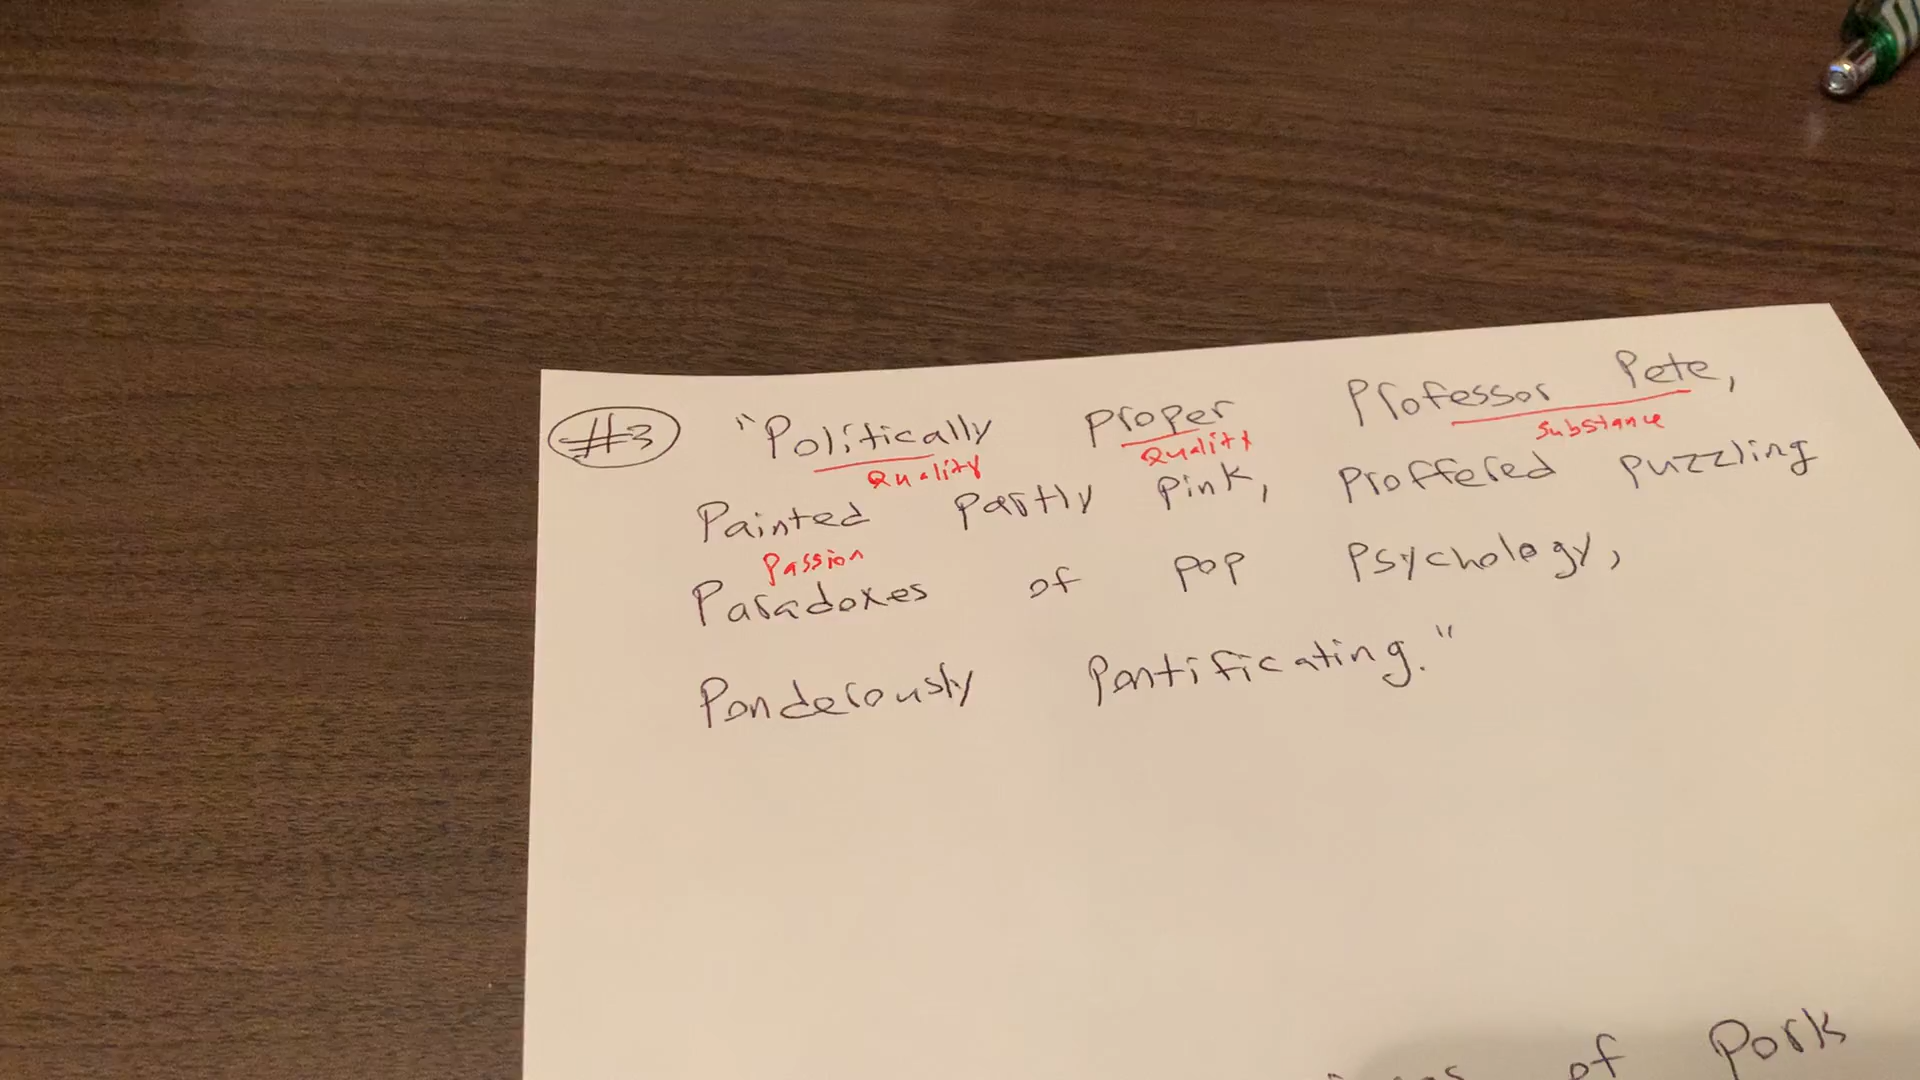 #3 "Politically proper Professor Pete,
Quality Quality Substance
Painted partly pink, proffered puzzling
Passion
Paradoxes of pop psychology,
Ponderously pontificating."
of Pork